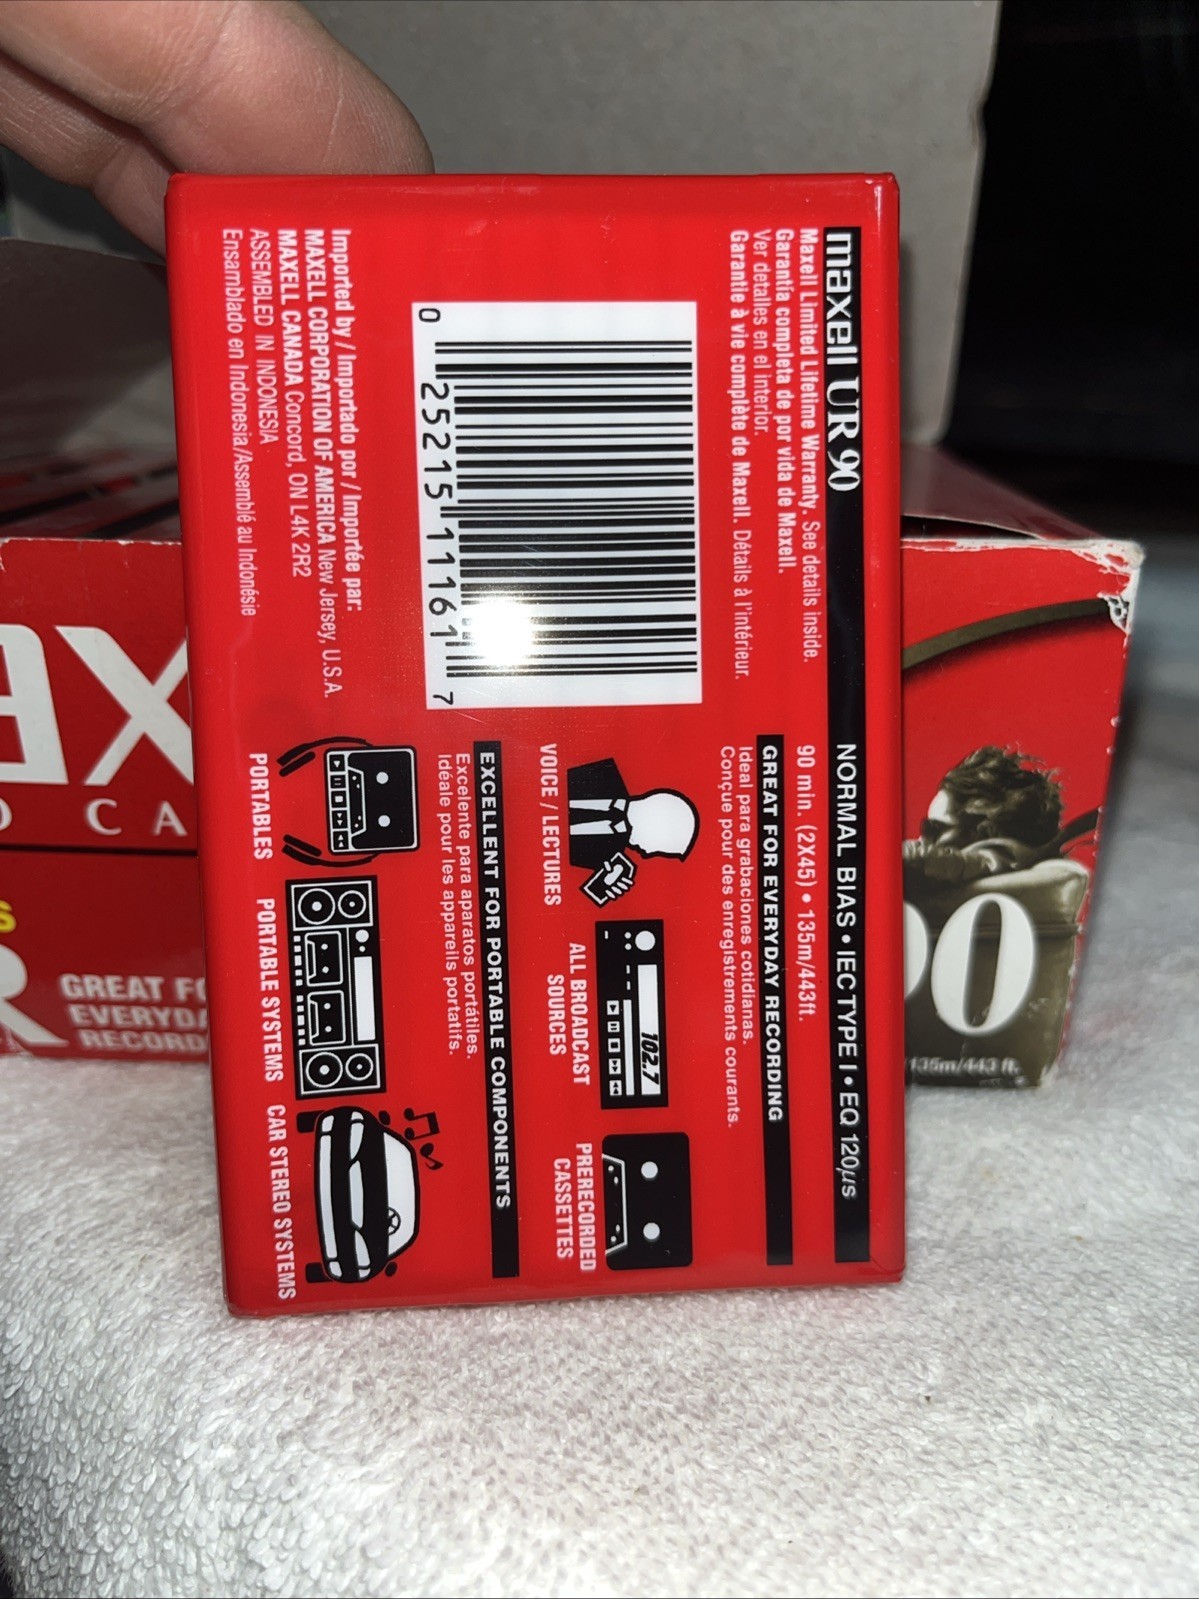 maxell UR 90
Maxell Limited Lifetime Warranty. See details inside.
Garantía completa de por vida de Maxell.
Ver detalles en el interior.
Garantie à vie complète de Maxell. Détails à l'intérieur.
0 25215 11161 7
Imported by / Importado por / Importée par:
MAXELL CORPORATION OF AMERICA New Jersey, U.S.A.
MAXELL CANADA Concord, ON L4K 2R2
ASSEMBLED IN INDONESIA
Ensamblado en Indonesia/Assemblé au Indonésie
NORMAL BIAS • IEC TYPE I • EQ 120μs
90 min. (2X45) • 135m/443ft.
GREAT FOR EVERYDAY RECORDING
Ideal para grabaciones cotidianas.
Conçue pour des enregistrements courants.
102.7
VOICE / LECTURES
ALL BROADCAST
SOURCES
PRERECORDED
CASSETTES
EXCELLENT FOR PORTABLE COMPONENTS
Excelente para aparatos portátiles.
Idéale pour les appareils portatifs.
PORTABLES
PORTABLE SYSTEMS
CAR STEREO SYSTEMS
ax
CA
GREAT
EVERYDA
RECORD
90
135m/443 ft.